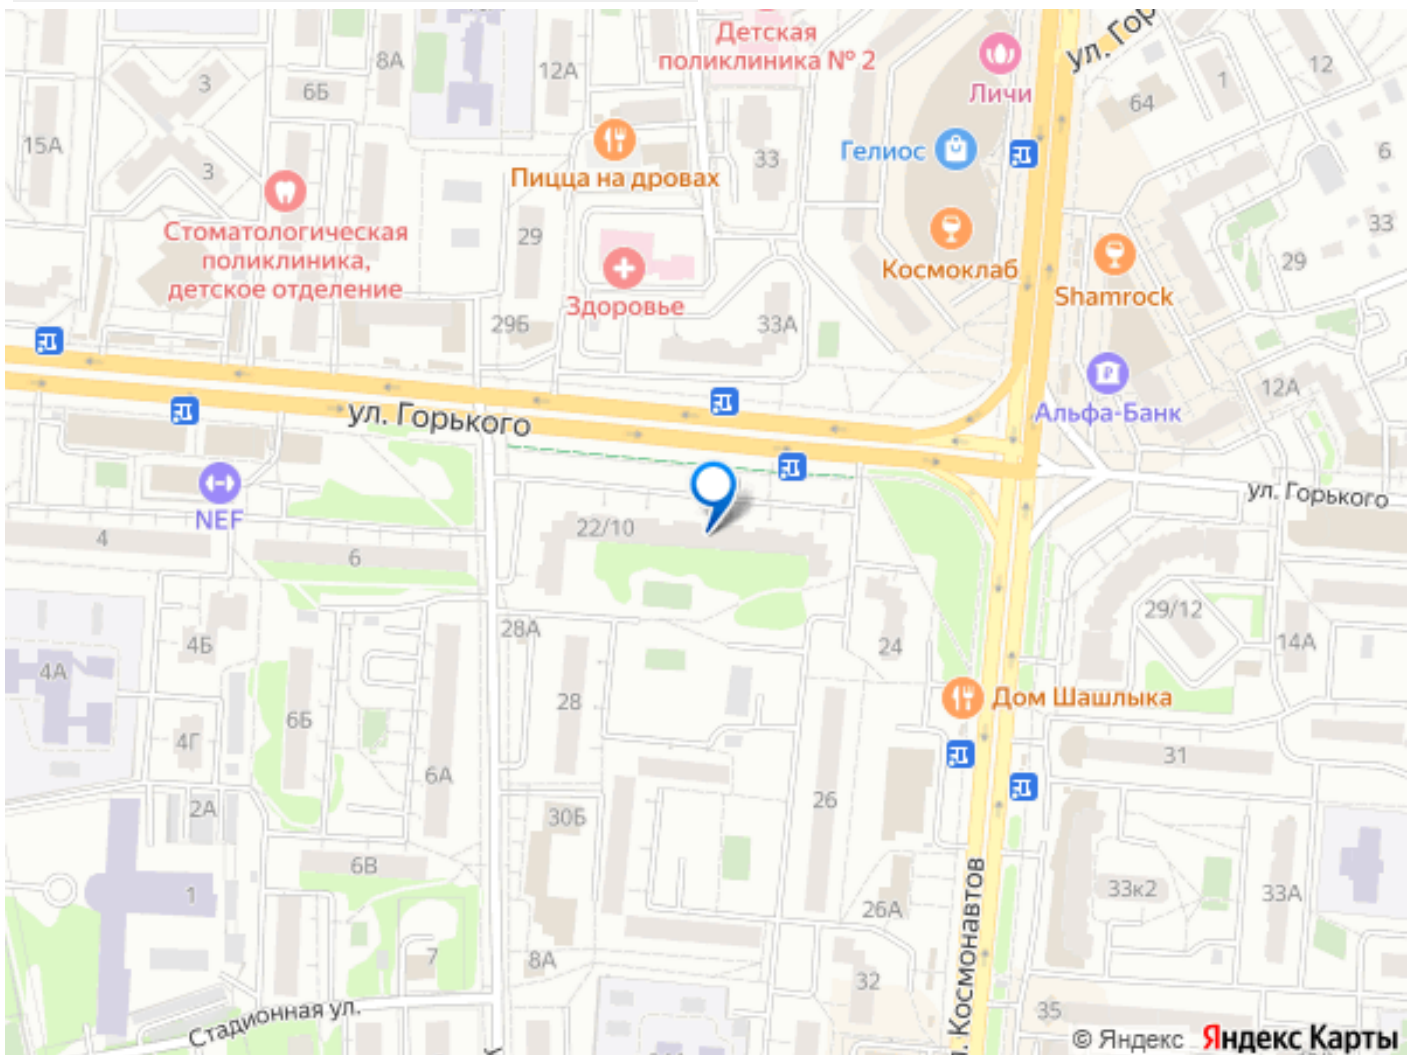 Детская
поликлиника № 2
ул. Гор
8А
12А
6Б
3
Личи
64
1
12
15А
Гелиос
6
Пицца на дровах
33
3
Стоматологическая
поликлиника,
детское отделение
29
Космоклаб
33
29
Здоровье
Shamrock
29Б
33А
Альфа-Банк
12А
ул. Горького
ул. Горького
NEF
22/10
4
6
29/12
28А
4Б
24
14А
4А
28
Дом Шашлыка
6Б
4Г
31
6А
26
2А
30Б
6В
1
33к2
33А
26А
7
8А
32
ул. Космонавтов
35
Стадионная ул.
© Яндекс Яндекс Карты